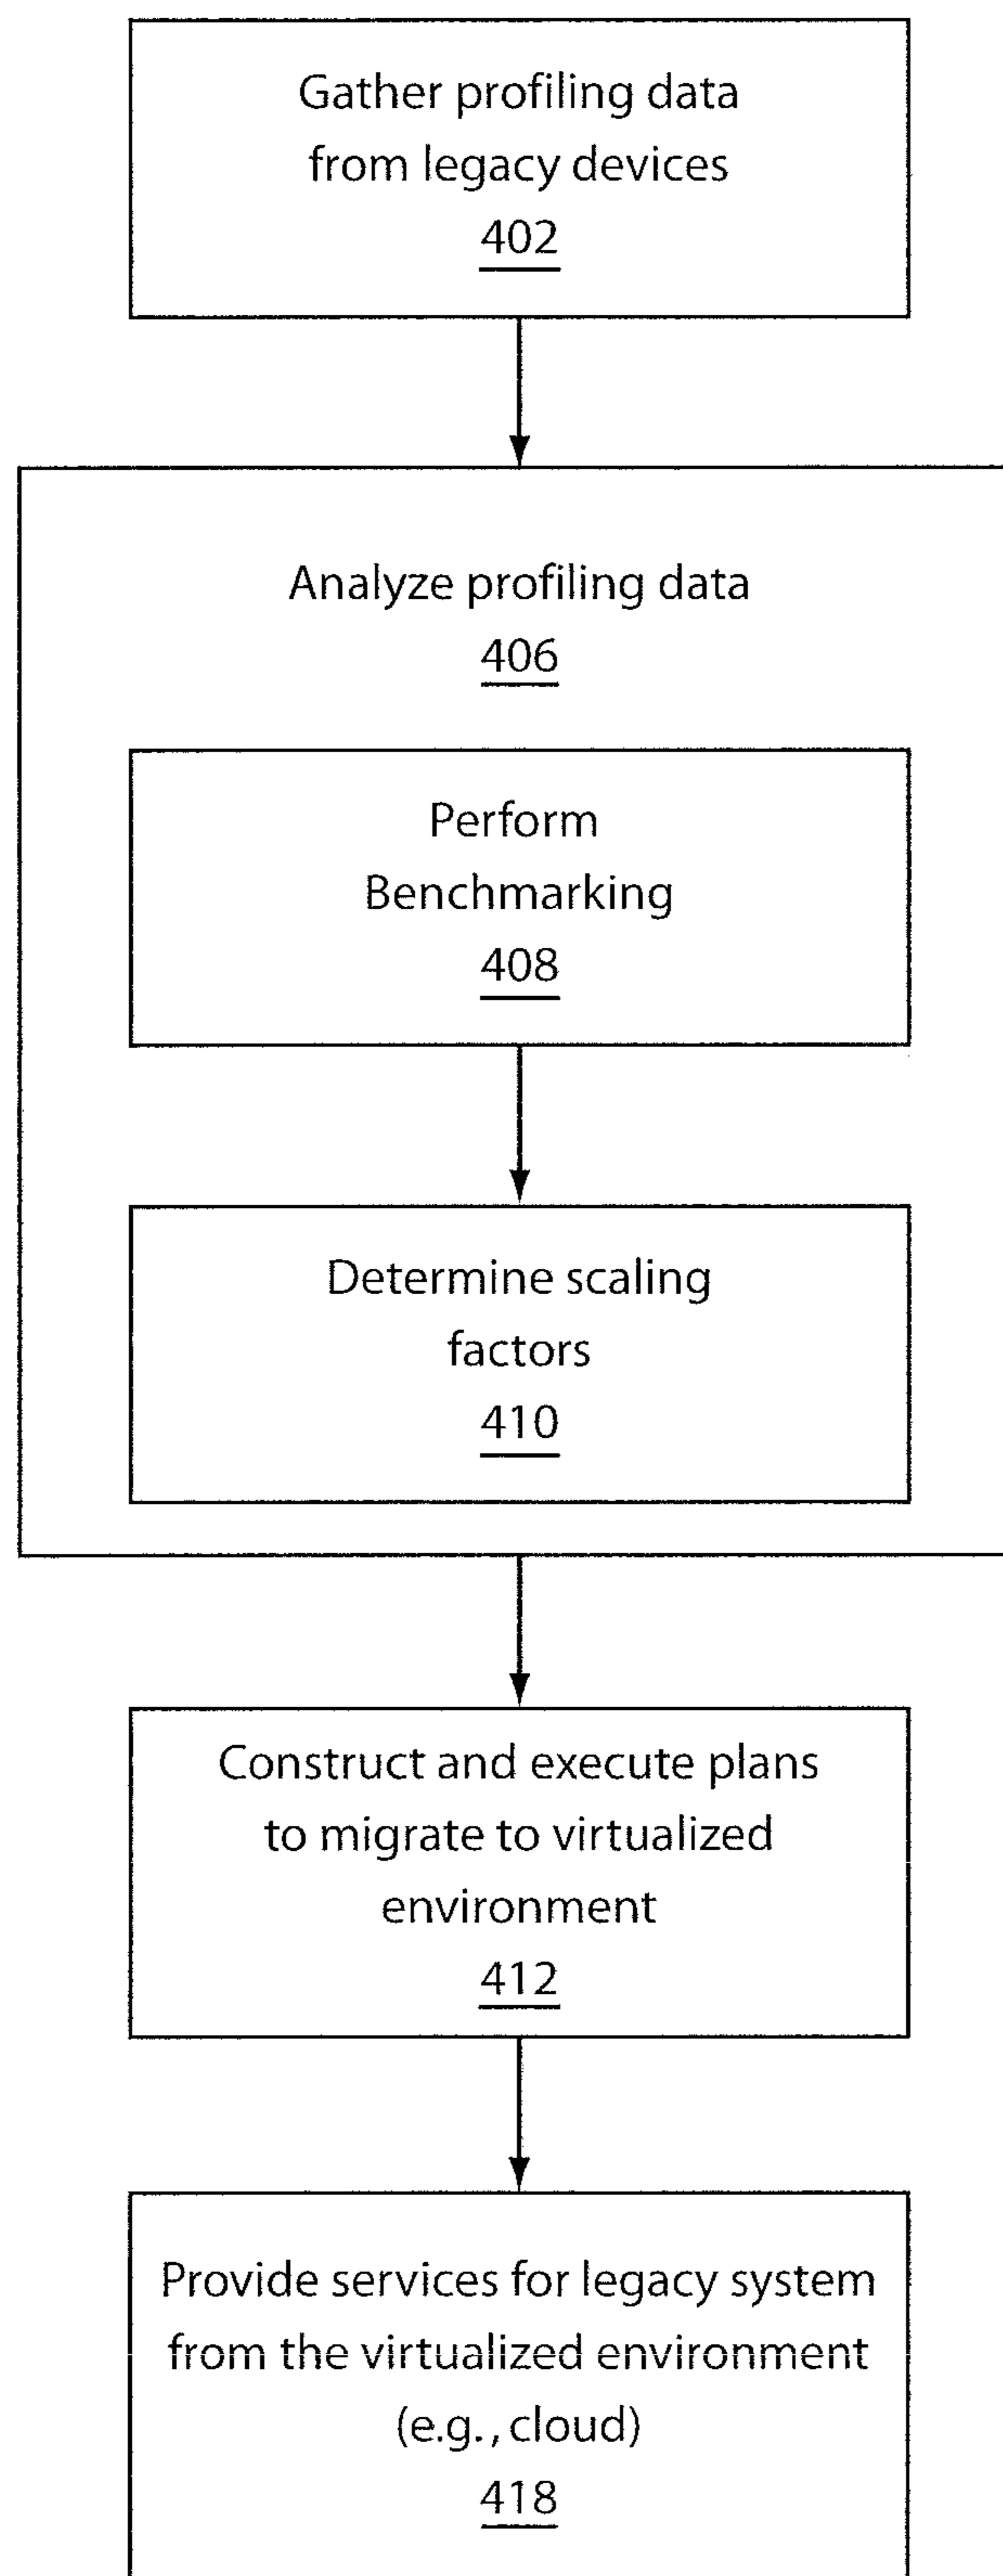 Gather profiling data
from legacy devices
402
Analyze profiling data
406
Perform
Benchmarking
408
Determine scaling
factors
410
Construct and execute plans
to migrate to virtualized
environment
412
Provide services for legacy system
from the virtualized environment
(e.g., cloud)
418